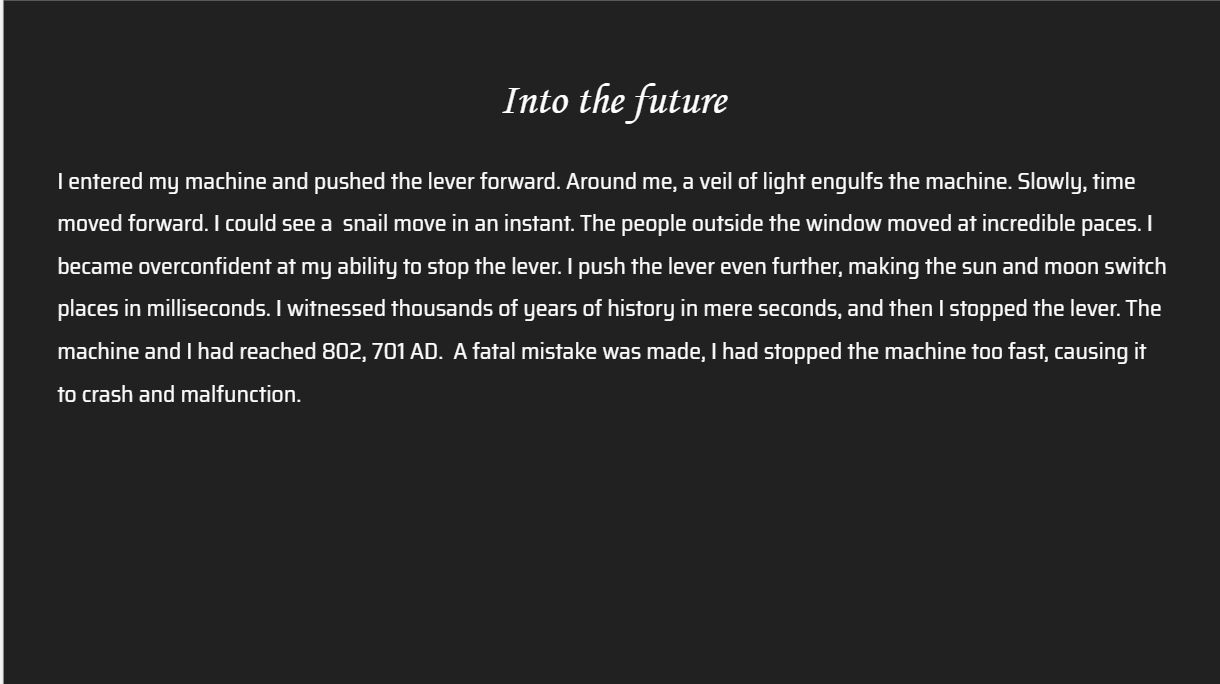 Into the future
I entered my machine and pushed the lever forward. Around me, a veil of light engulfs the machine. Slowly, time
moved forward. I could see a  snail move in an instant. The people outside the window moved at incredible paces. I
became overconfident at my ability to stop the lever. I push the lever even further, making the sun and moon switch
places in milliseconds. I witnessed thousands of years of history in mere seconds, and then I stopped the lever. The
machine and I had reached 802, 701 AD.  A fatal mistake was made, I had stopped the machine too fast, causing it
to crash and malfunction.